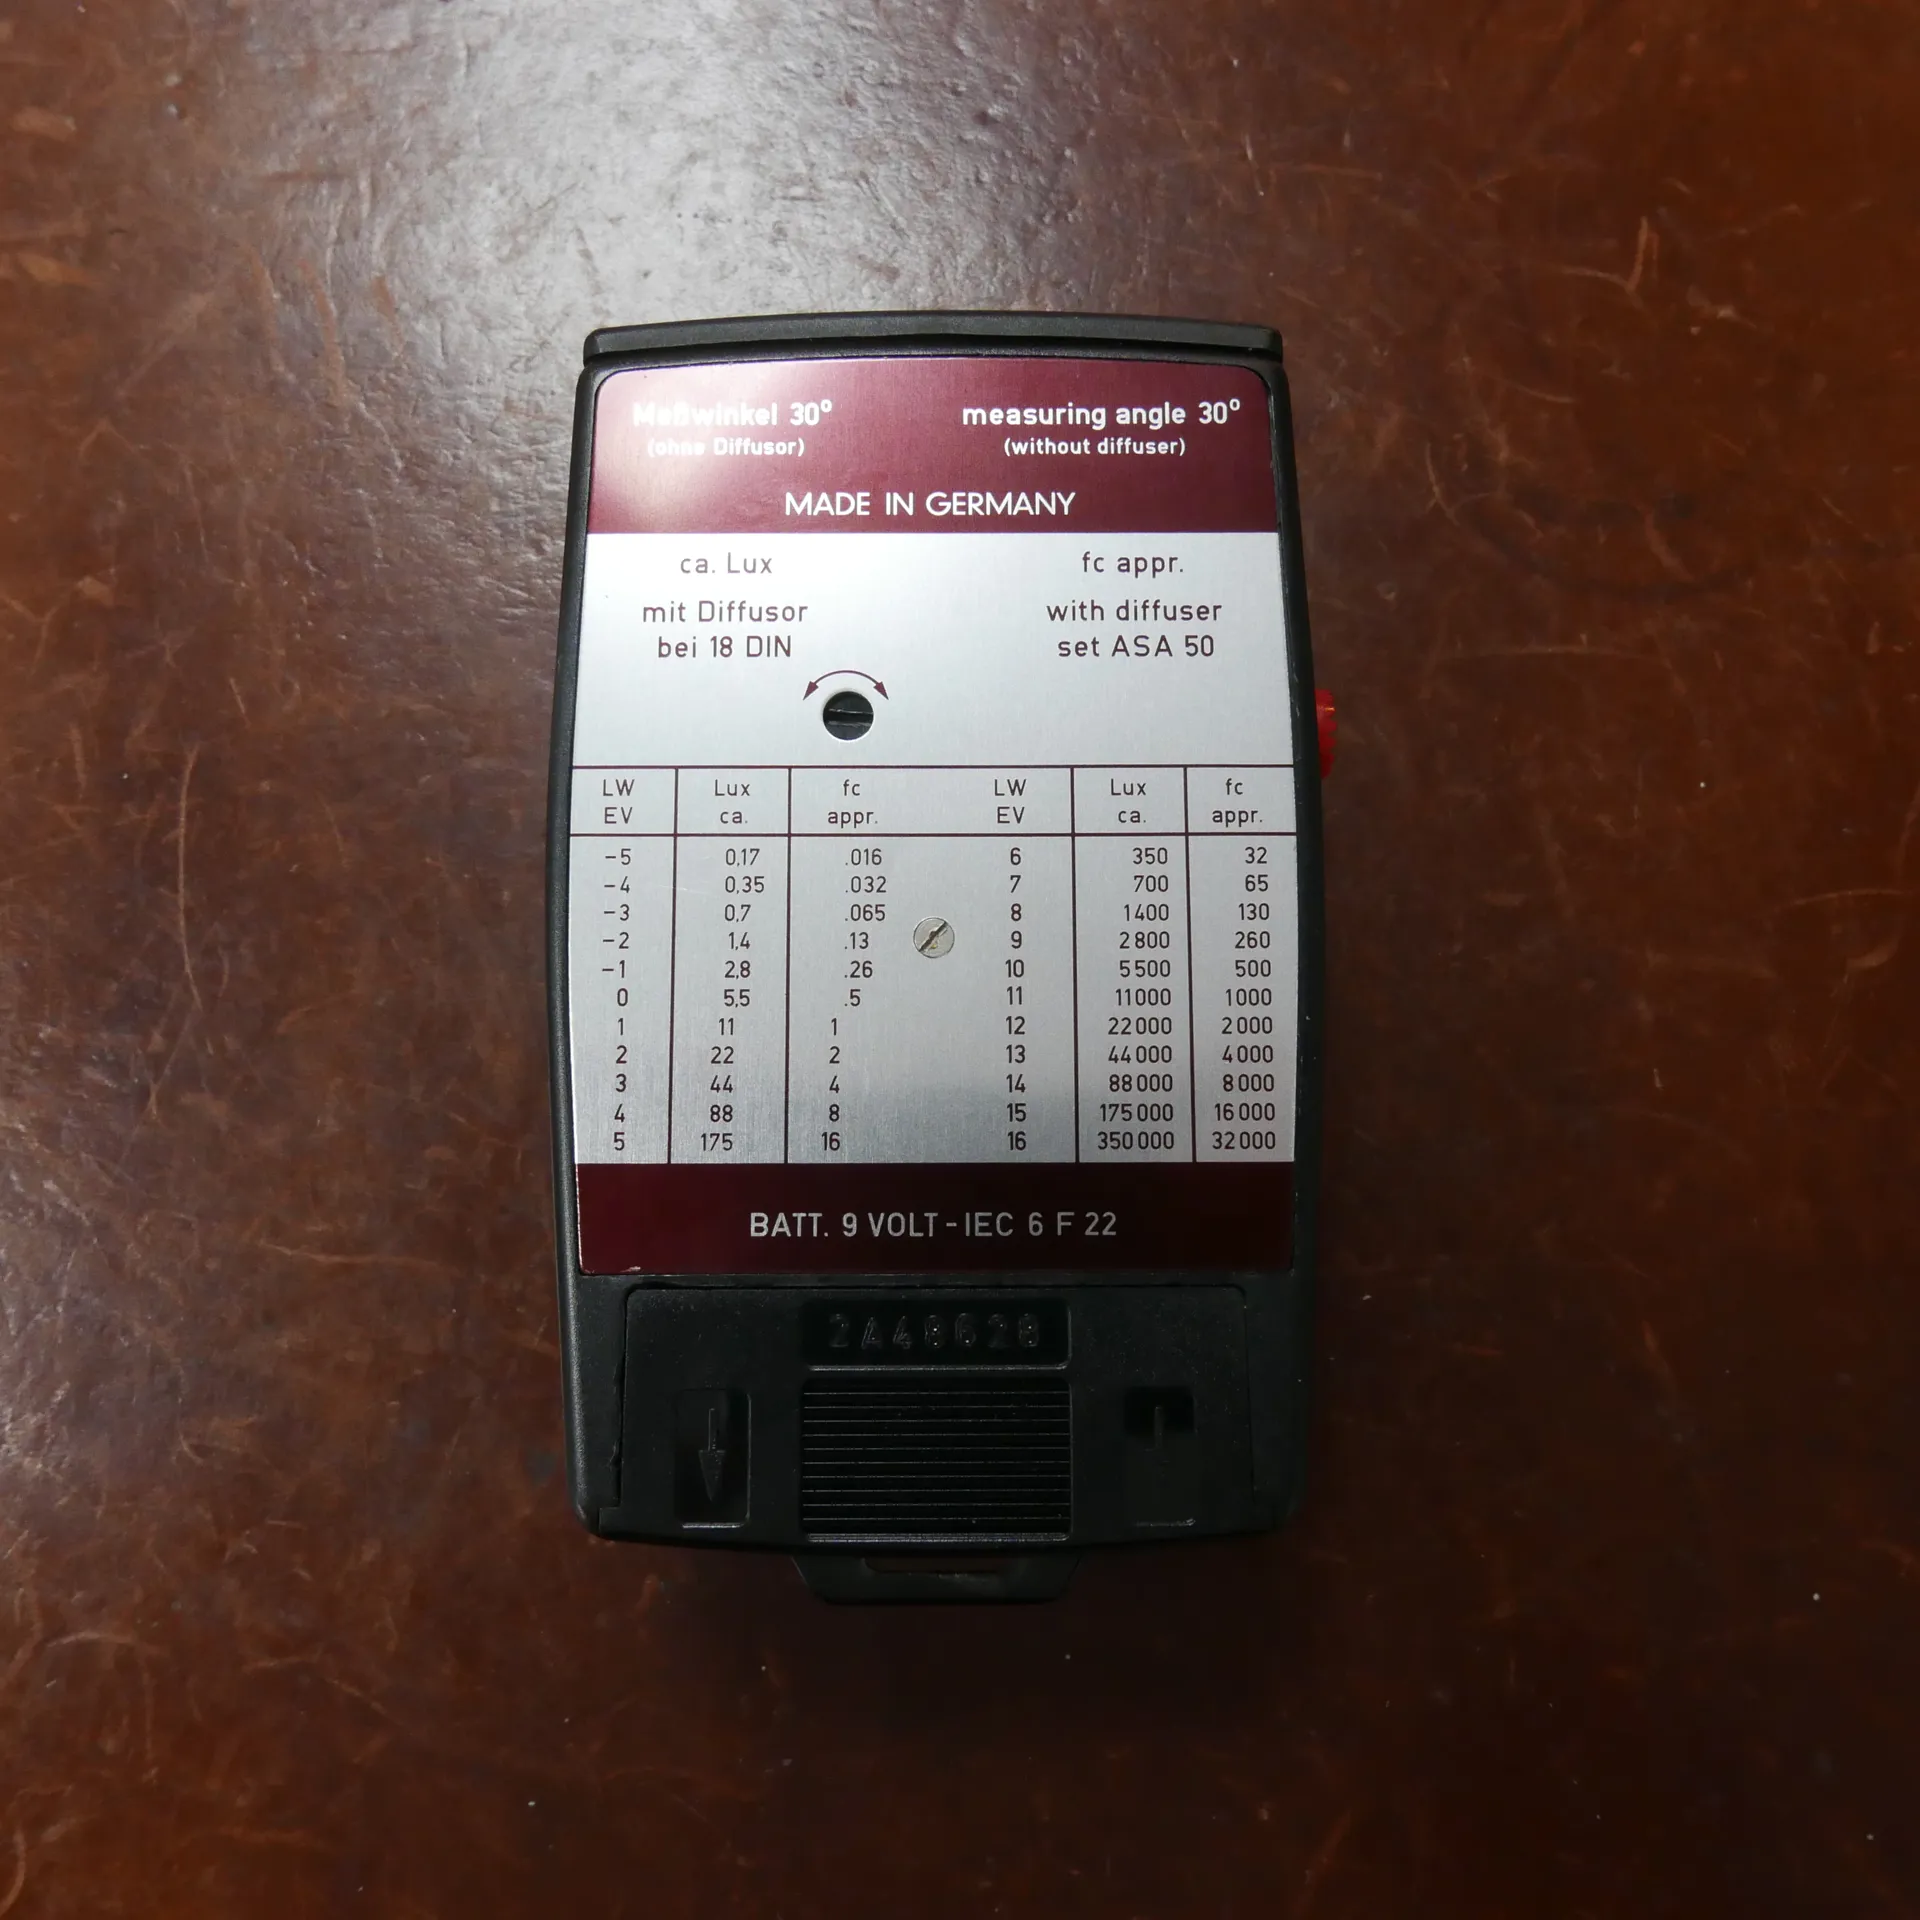 Meßwinkel 30° measuring angle 30°
(ohne Diffusor) (without diffuser)
MADE IN GERMANY
ca. Lux fc appr.
mit Diffusor with diffuser
bei 18 DIN set ASA 50
LW Lux fc LW Lux fc
EV ca. appr. EV ca. appr.
-5 0,17 .016 6 350 32
-4 0,35 .032 7 700 65
-3 0,7 .065 8 1400 130
-2 1,4 .13 9 2800 260
-1 2,8 .26 10 5500 500
0 5,5 .5 11 11000 1000
1 11 1 12 22000 2000
2 22 2 13 44000 4000
3 44 4 14 88000 8000
4 88 8 15 175000 16000
5 175 16 16 350000 32000
BATT. 9 VOLT-IEC 6 F 22
2A48628